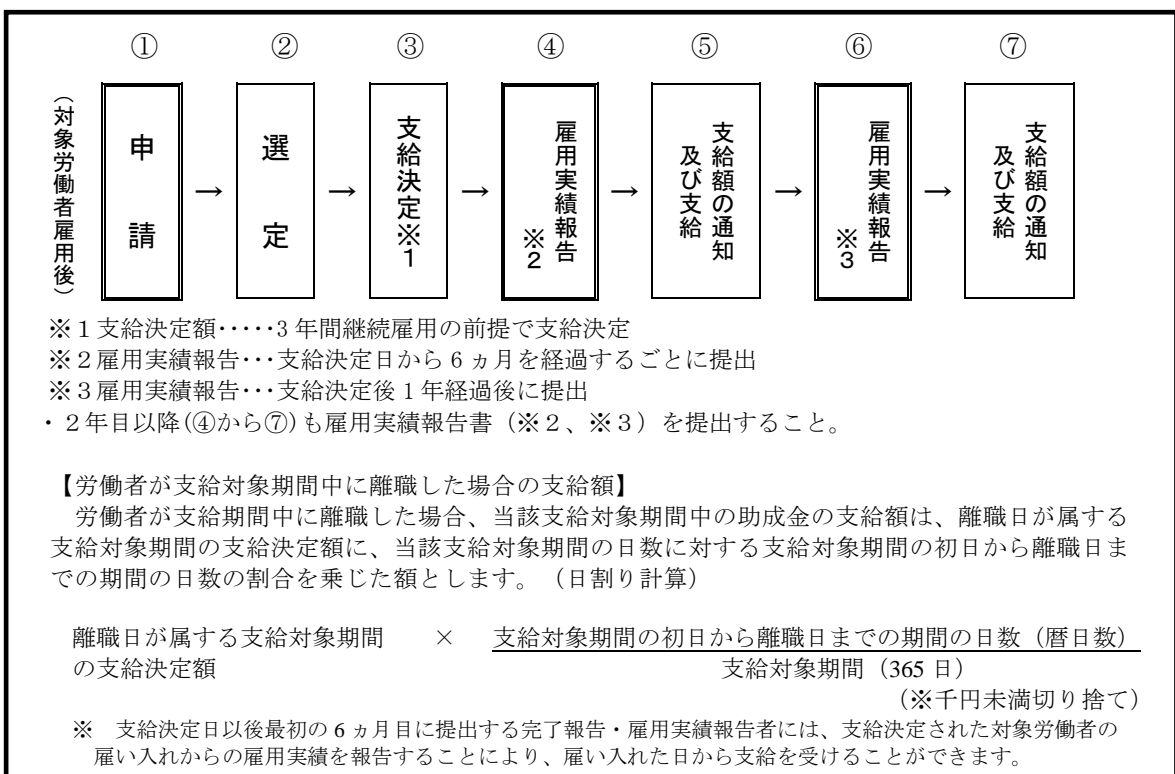 ① ② ③ ④ ⑤ ⑥ ⑦
(対象労働者雇用後)
申請
→
選定
→
支給決定※1
→
雇用実績報告
※2
→
支給額の通知
及び支給
→
雇用実績報告
※3
→
支給額の通知
及び支給
※1支給決定額・・・・・3年間継続雇用の前提で支給決定
※2雇用実績報告・・・支給決定日から6ヵ月を経過するごとに提出
※3雇用実績報告・・・支給決定後1年経過後に提出
・2年目以降(④から⑦)も雇用実績報告書(※2、※3)を提出すること。
【労働者が支給対象期間中に離職した場合の支給額】
労働者が支給期間中に離職した場合、当該支給対象期間中の助成金の支給額は、離職日が属する
支給対象期間の支給決定額に、当該支給対象期間の日数に対する支給対象期間の初日から離職日ま
での期間の日数の割合を乗じた額とします。(日割り計算)
離職日が属する支給対象期間 × 支給対象期間の初日から離職日までの期間の日数(暦日数)
の支給決定額 支給対象期間(365日)
(※千円未満切り捨て)
※ 支給決定日以後最初の6ヵ月目に提出する完了報告・雇用実績報告者には、支給決定された対象労働者の
雇い入れからの雇用実績を報告することにより、雇い入れた日から支給を受けることができます。